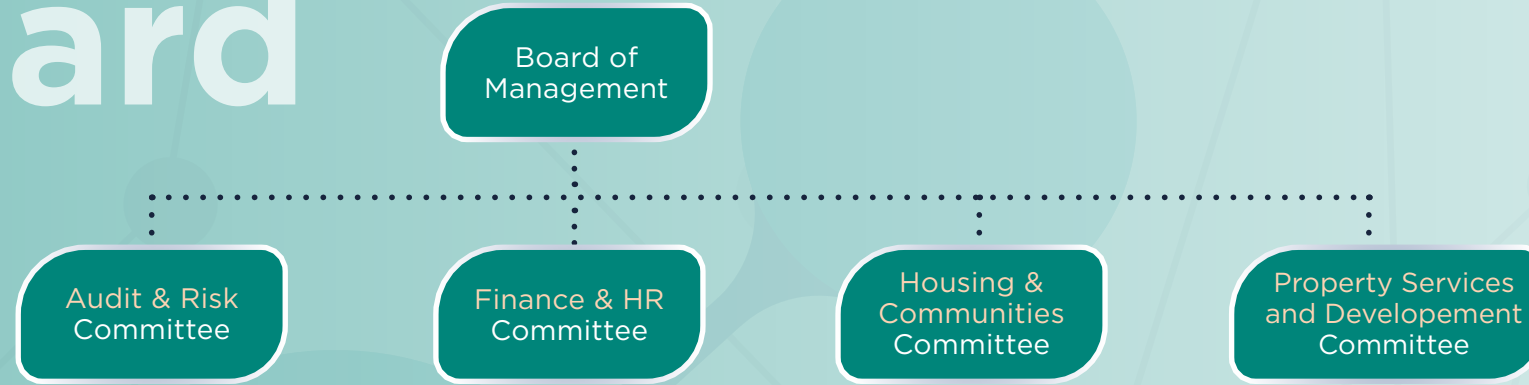 ard
Board of
Management
Audit & Risk
Committee
Finance & HR
Committee
Housing &
Communities
Committee
Property Services
and Developement
Committee